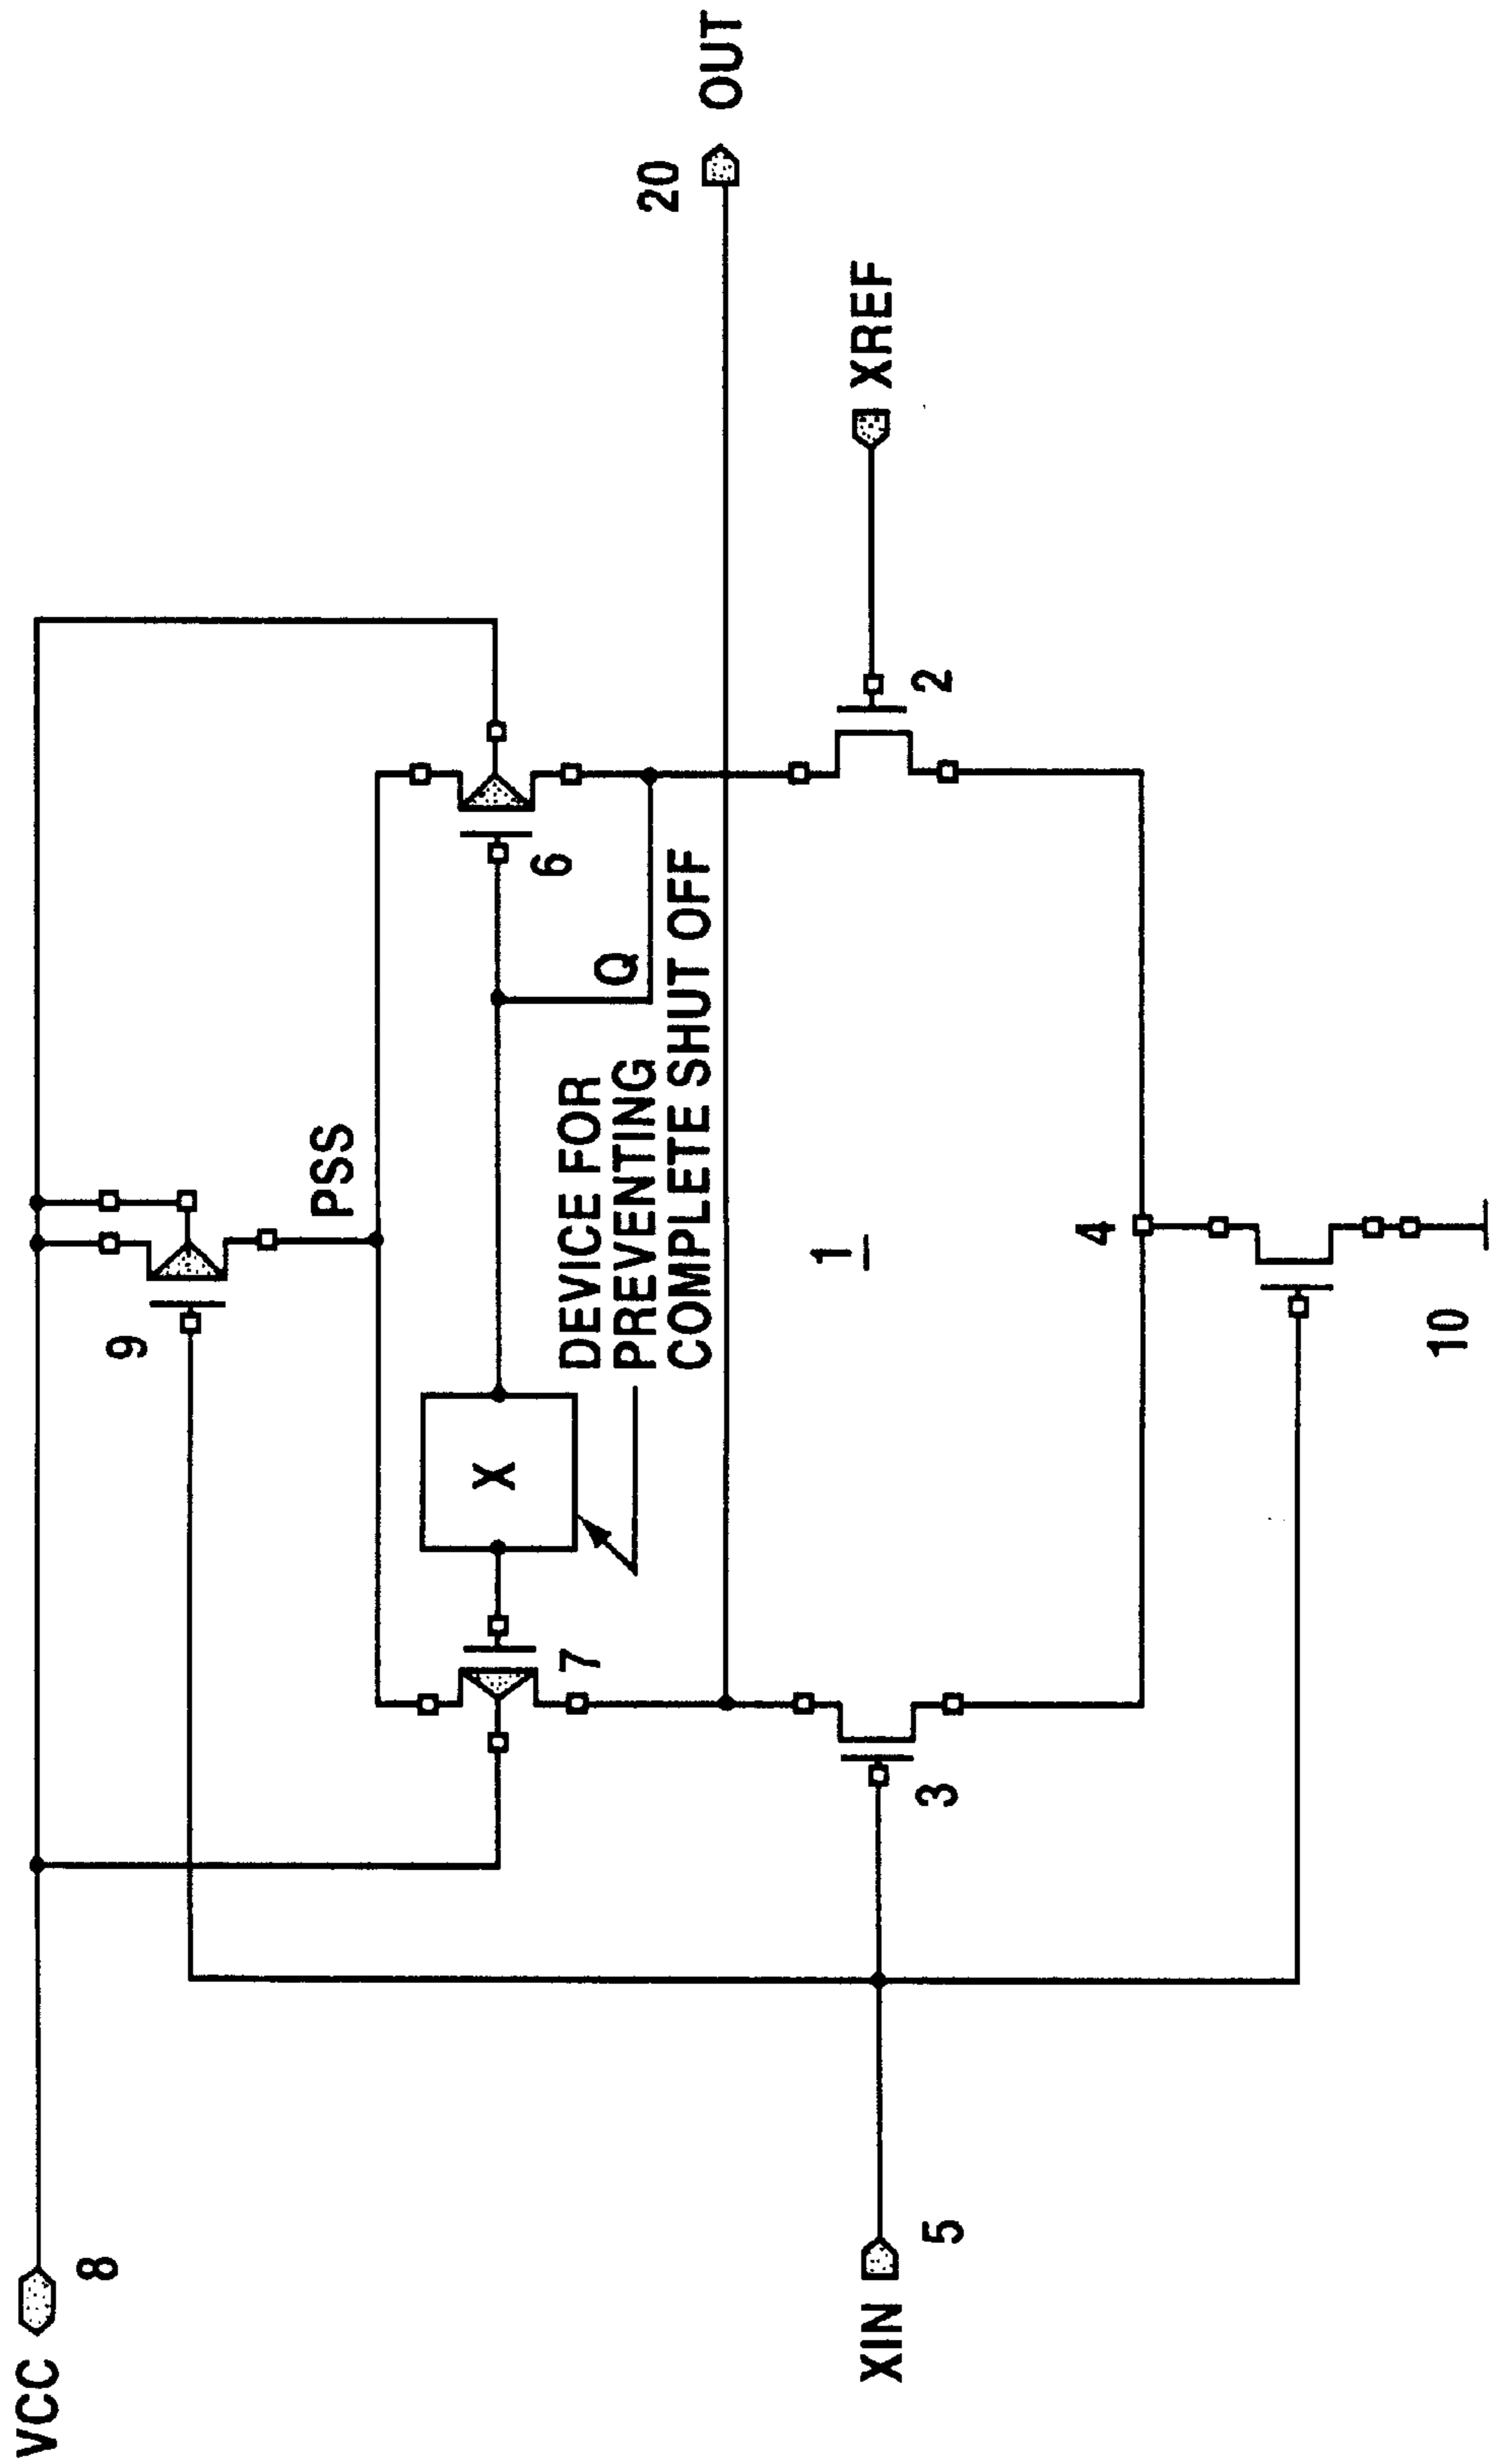 VCC
8
9
PSS
X
7
6
Q
DEVICE FOR
PREVENTING
COMPLETE SHUT OFF
20
OUT
1
XIN
5
3
2
XREF
4
10